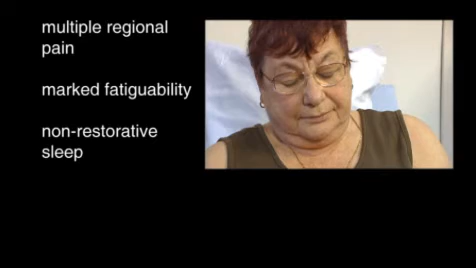 multiple regional
pain
marked fatiguability
non-restorative
sleep